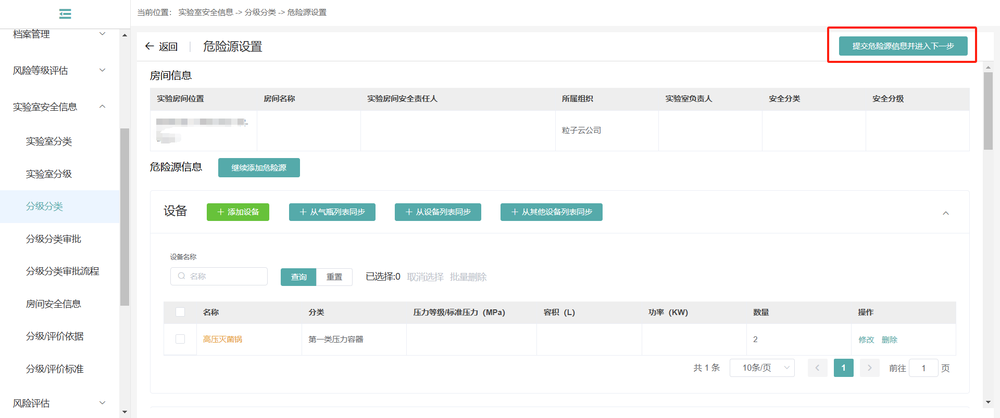 当前位置： 实验室安全信息 -> 分级分类 -> 危险源设置
档案管理
风险等级评估
实验室安全信息
实验室分类
实验室分级
分级分类
分级分类审批
分级分类审批流程
房间安全信息
分级/评价依据
分级/评价标准
风险评估
返回 危险源设置 提交危险源信息并进入下一步
房间信息
实验房间位置 房间名称 实验房间安全责任人 所属组织 实验室负责人 安全分类 安全分级
粒子云公司
危险源信息 继续添加危险源
设备 + 添加设备 + 从气瓶列表同步 + 从设备列表同步 + 从其他设备列表同步
设备名称
名称 查询 重置 已选择:0 取消选择 批量删除
名称 分类 压力等级/标准压力（MPa） 容积（L） 功率（KW） 数量 操作
高压灭菌锅 第一类压力容器 2 修改 删除
共 1 条 10条/页 < 1 > 前往 1 页